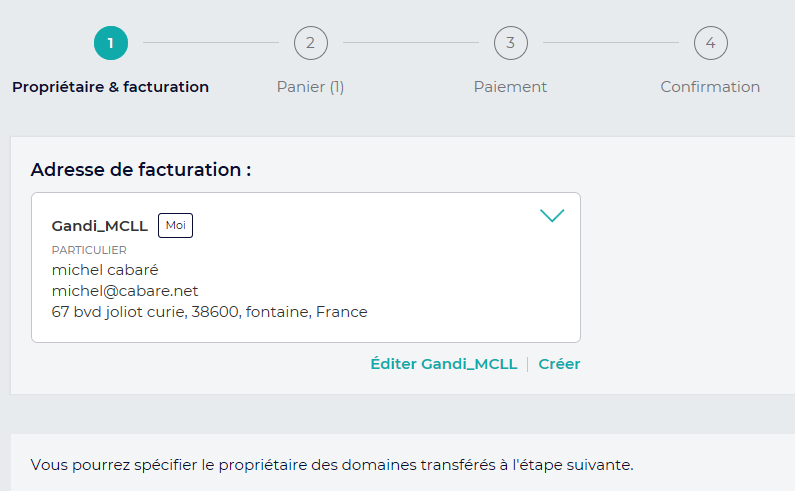 1 2 3 4
Propriétaire & facturation Panier (1) Paiement Confirmation
Adresse de facturation :
Gandi_MCLL Moi
PARTICULIER
michel cabaré
michel@cabare.net
67 bvd joliot curie, 38600, fontaine, France
Éditer Gandi_MCLL | Créer
Vous pourrez spécifier le propriétaire des domaines transférés à l'étape suivante.